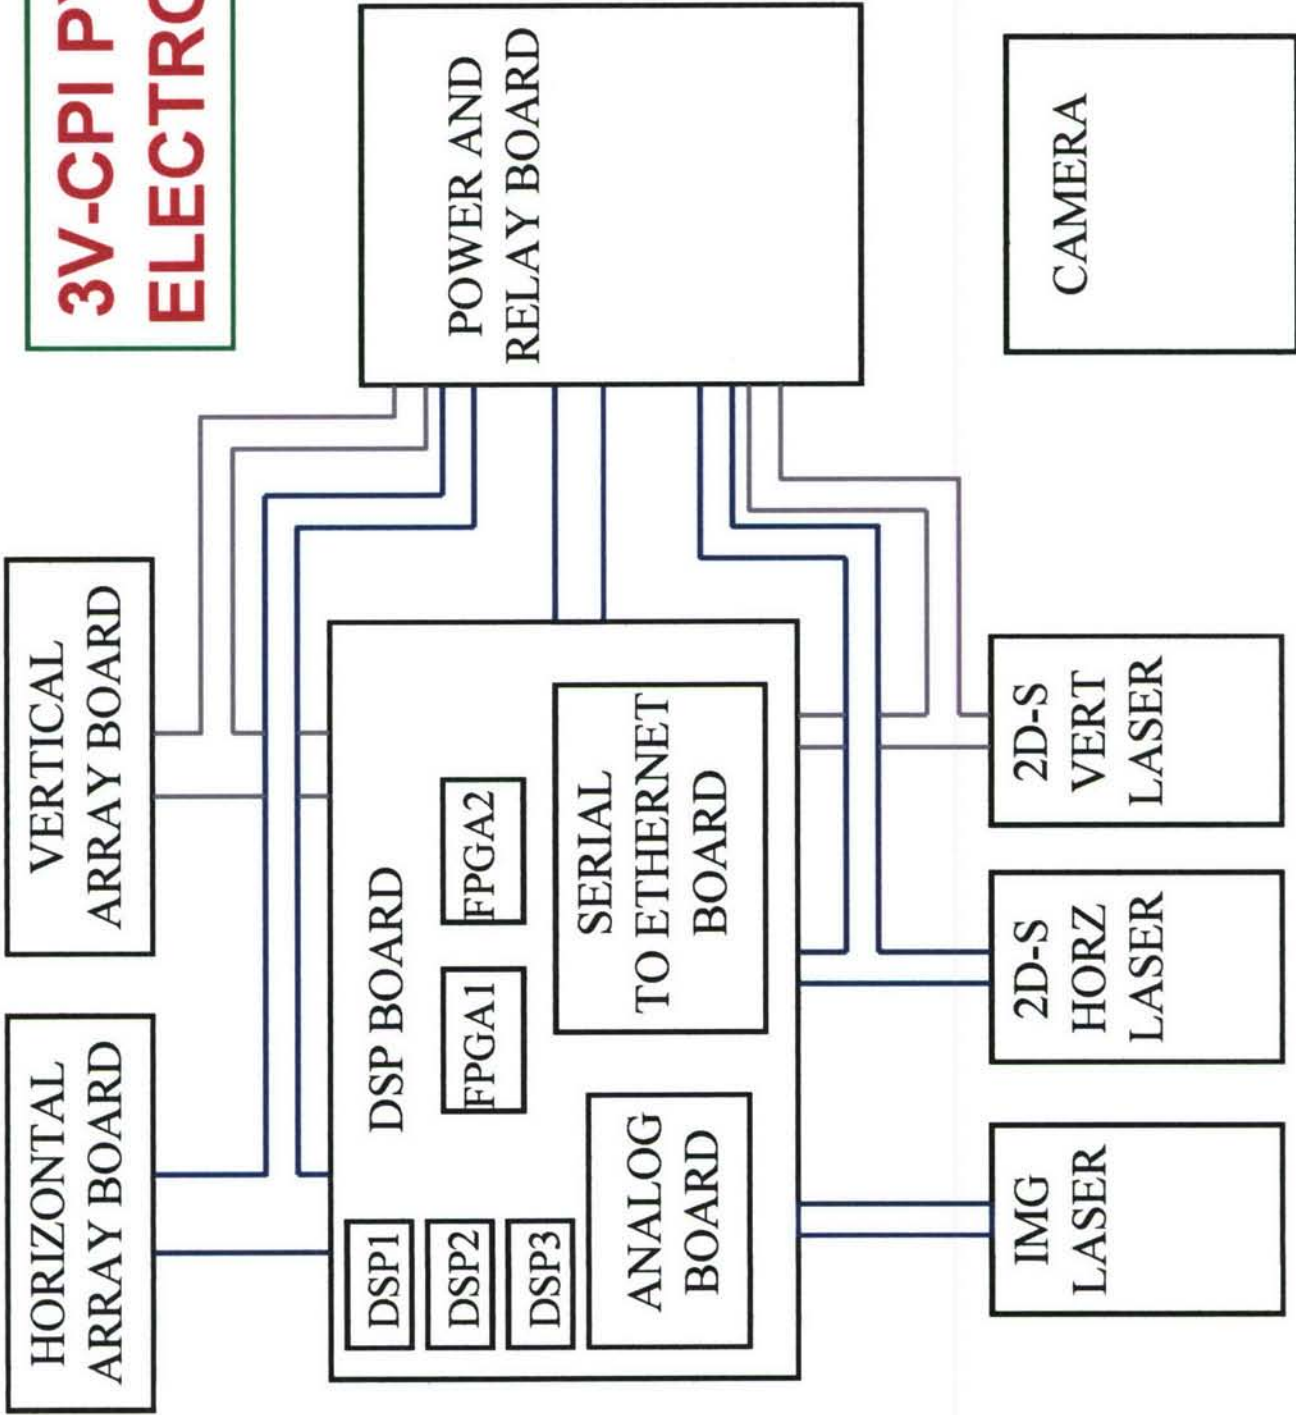 3V-CPI
ELECTRO
HORIZONTAL
ARRAY BOARD
VERTICAL
ARRAY BOARD
POWER AND
RELAY BOARD
DSP BOARD
DSP1
DSP2
DSP3
FPGA1
FPGA2
ANALOG
BOARD
SERIAL
TO ETHERNET
BOARD
IMG
LASER
2D-S
HORZ
LASER
2D-S
VERT
LASER
CAMERA